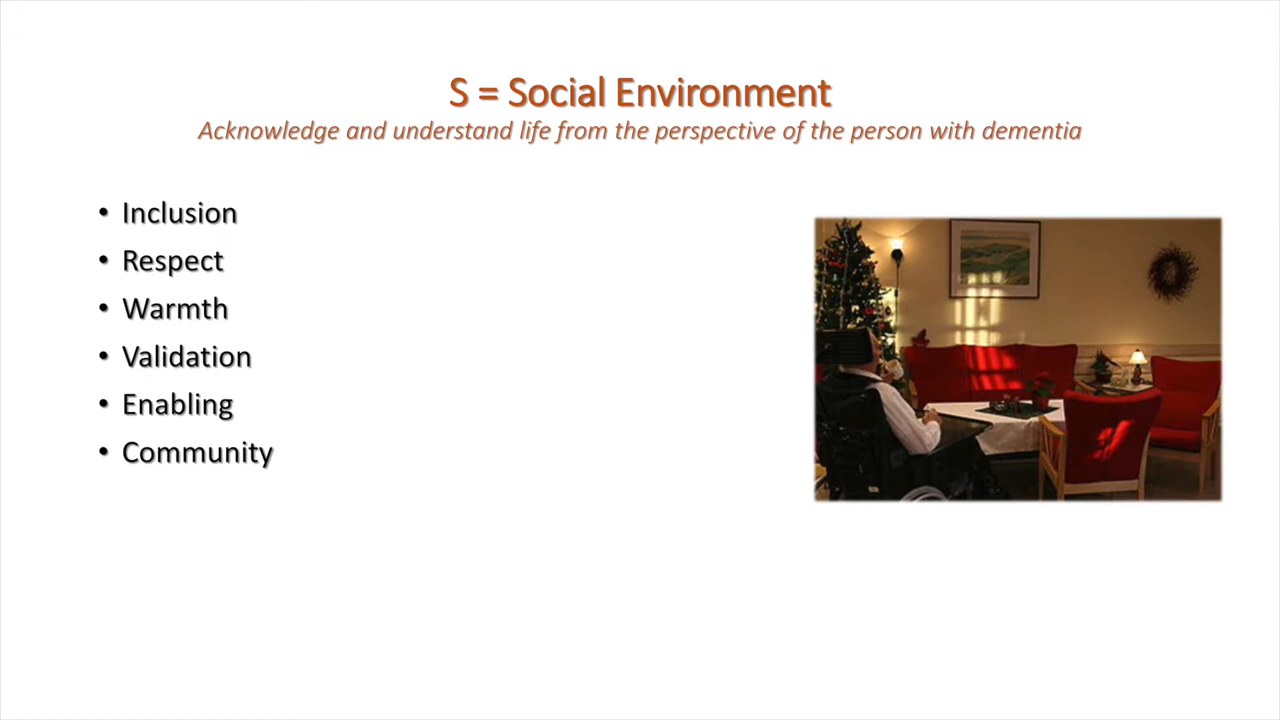 S = Social Environment
Acknowledge and understand life from the perspective of the person with dementia
• Inclusion
• Respect
• Warmth
• Validation
• Enabling
• Community